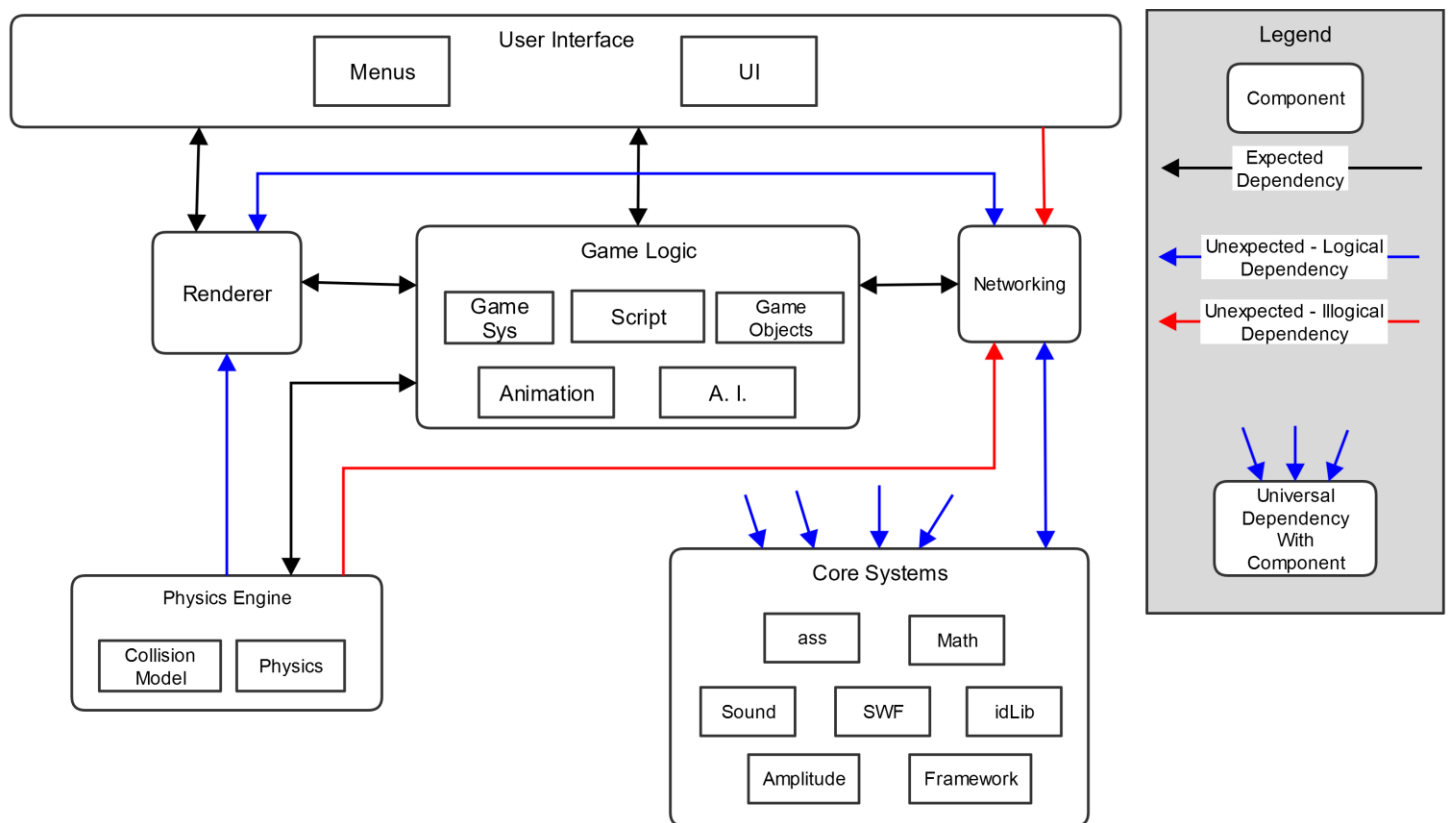 User Interface
Menus
UI
Renderer
Game Logic
Game
Sys
Script
Game
Objects
Animation
A. I.
Networking
Physics Engine
Collision
Model
Physics
Core Systems
ass
Math
Sound
SWF
idLib
Amplitude
Framework
Legend
Component
Expected
Dependency
Unexpected - Logical
Dependency
Unexpected - Illogical
Dependency
Universal
Dependency
With
Component